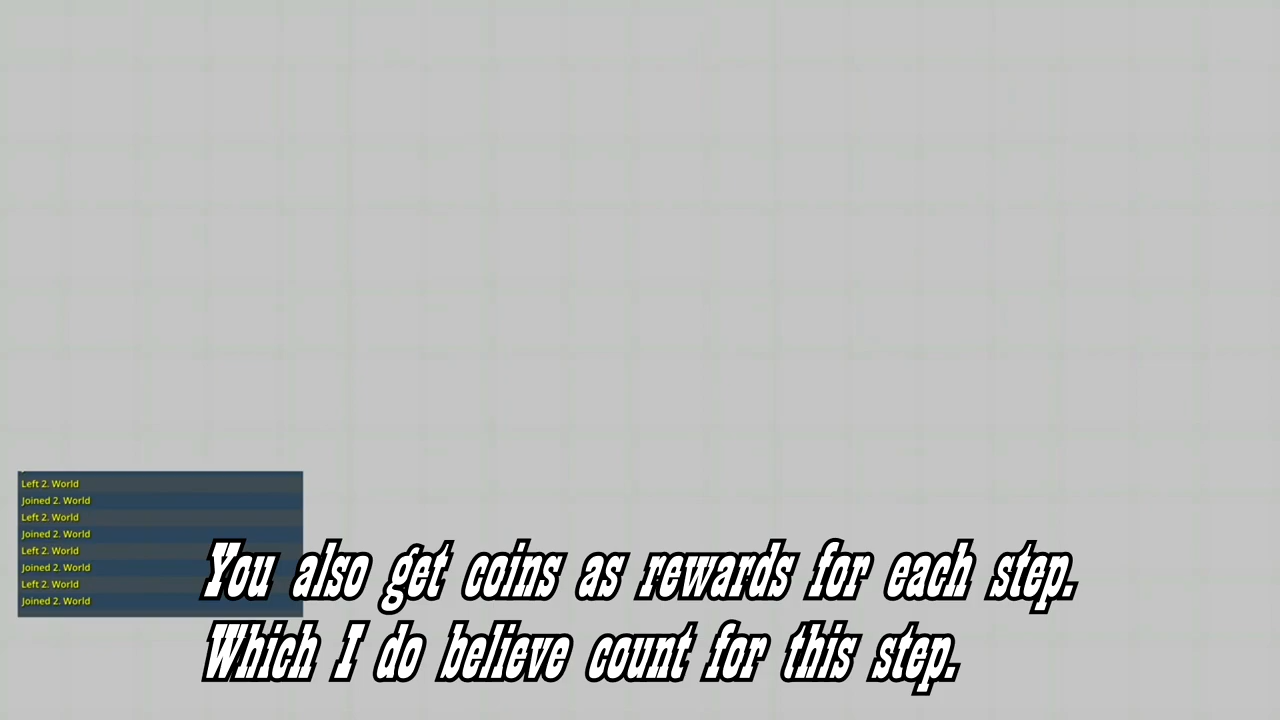 Left 2. World
Joined 2. World
Left 2. World
Joined 2. World
Left 2. World
Joined 2. World
Left 2. World
Joined 2. World
You also get coins as rewards for each step.
Which I do believe count for this step.